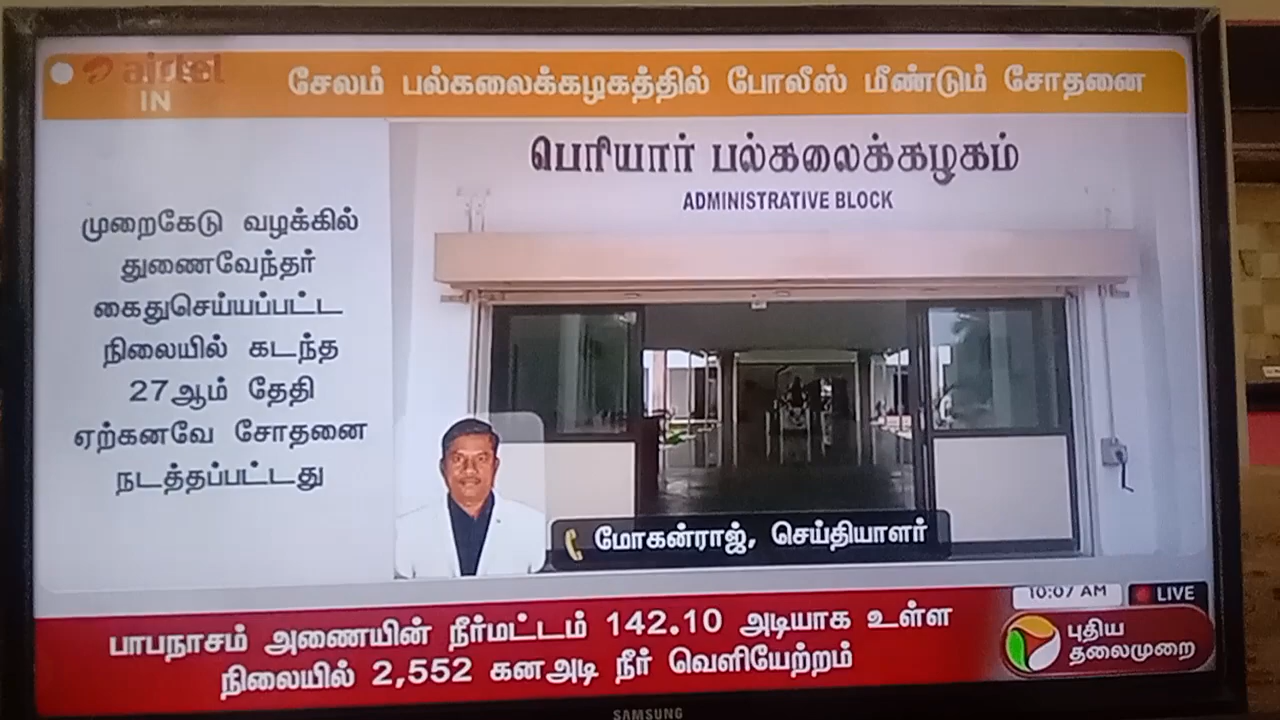 airtel
IN
சேலம் பல்கலைக்கழகத்தில் போலீஸ் மீண்டும் சோதனை
பெரியார் பல்கலைக்கழகம்
ADMINISTRATIVE BLOCK
முறைகேடு வழக்கில்
துணைவேந்தர்
கைதுசெய்யப்பட்ட
நிலையில் கடந்த
27ஆம் தேதி
ஏற்கனவே சோதனை
நடத்தப்பட்டது
மோகன்ராஜ், செய்தியாளர்
10:07 AM
LIVE
பாபநாசம் அணையின் நீர்மட்டம் 142.10 அடியாக உள்ள
நிலையில் 2,552 கனஅடி நீர் வெளியேற்றம்
புதிய
தலைமுறை
SAMSUNG